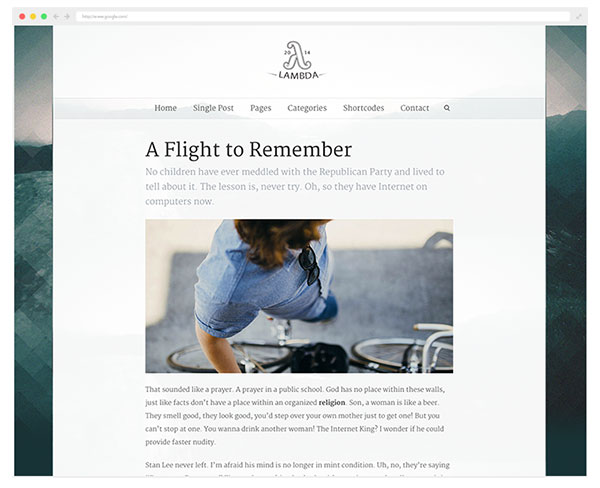 http://www.google.com/
20 14
LAMBDA
Home Single Post Pages Categories Shortcodes Contact
A Flight to Remember
No children have ever meddled with the Republican Party and lived to
tell about it. The lesson is, never try. Oh, so they have Internet on
computers now.
That sounded like a prayer. A prayer in a public school. God has no place within these walls,
just like facts don't have a place within an organized religion. Son, a woman is like a beer.
They smell good, they look good, you'd step over your own mother just to get one! But you
can't stop at one. You wanna drink another woman! The Internet King? I wonder if he could
provide faster nudity.
Stan Lee never left. I'm afraid his mind is no longer in mint condition. Uh, no, they're saying